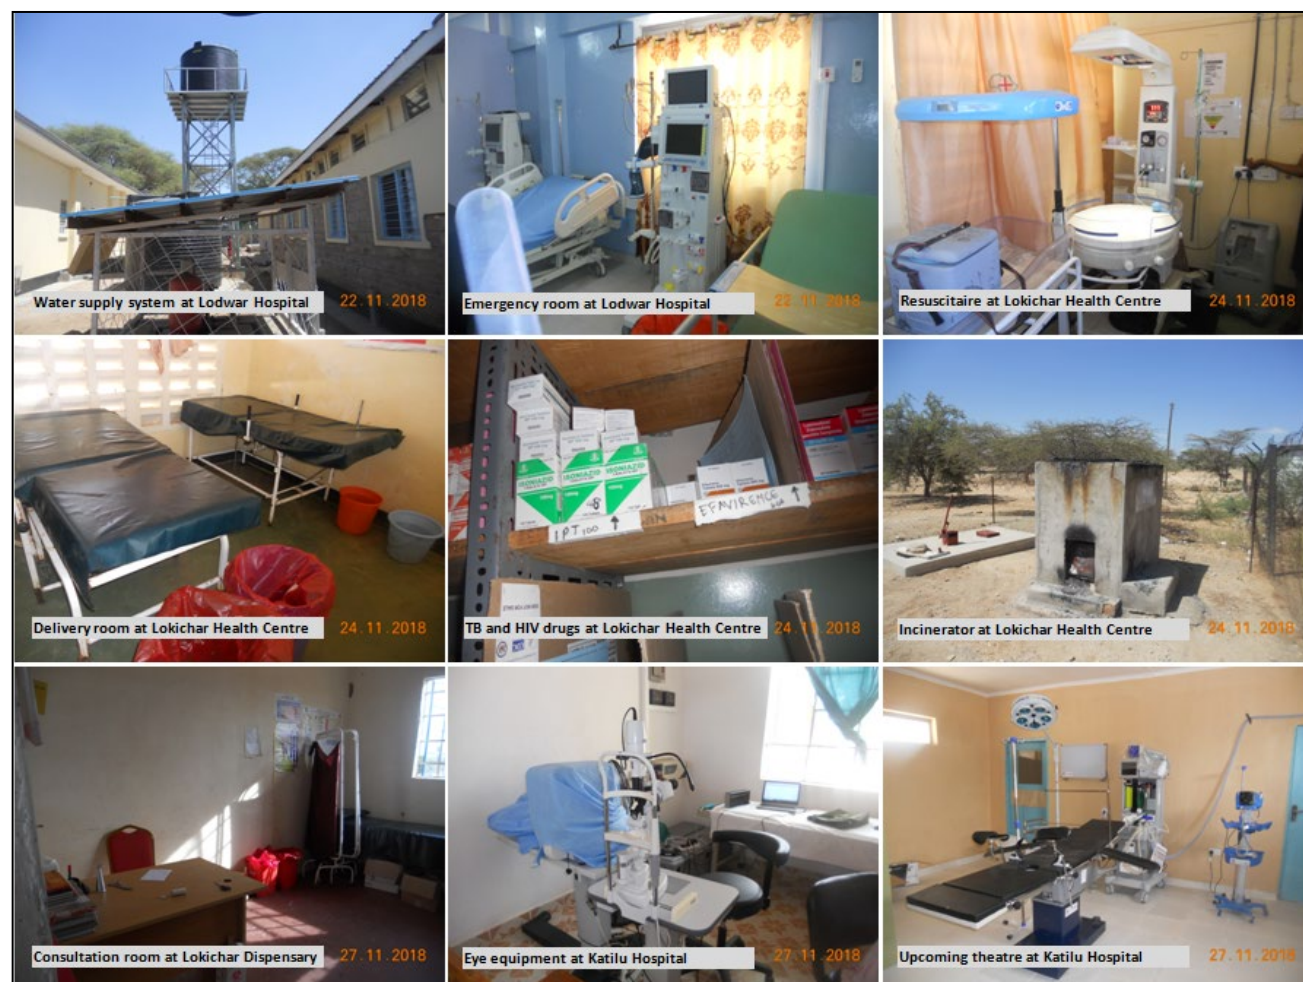 Water supply system at Lodwar Hospital
22.11.2018
Emergency room at Lodwar Hospital
22.11.2018
Resuscitaire at Lokichar Health Centre
24.11.2018
Delivery room at Lokichar Health Centre
24.11.2018
ISONIAZID
ISONIAZID
ISONIAZID
IPT 100
EFAVIRENCE
TB and HIV drugs at Lokichar Health Centre
24.11.2018
Incinerator at Lokichar Health Centre
24.11.2018
Consultation room at Lokichar Dispensary
27.11.2018
Eye equipment at Katilu Hospital
27.11.2018
Upcoming theatre at Katilu Hospital
27.11.2018